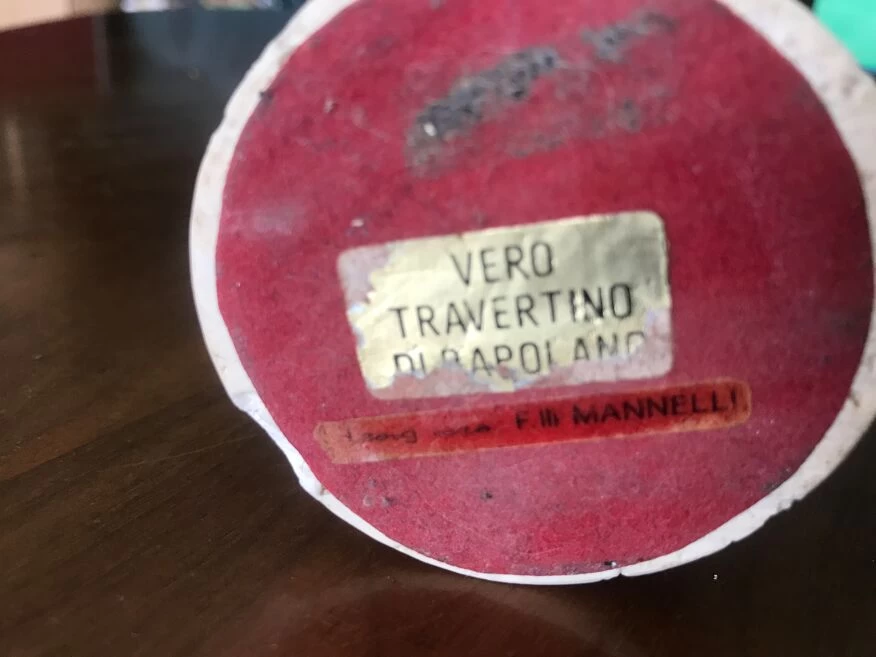 VERO
TRAVERTINO
DI RAPOLANO
F.lli MANNELLI